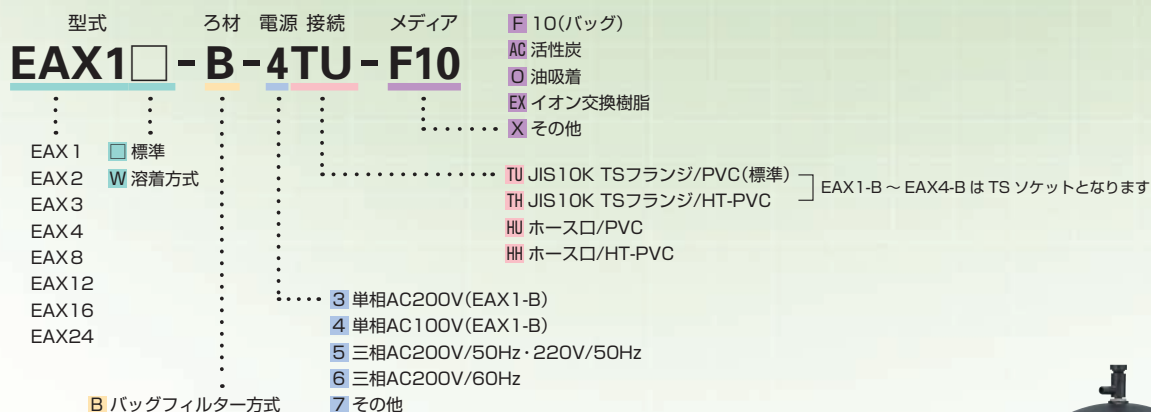 型式 ろ材 電源 接続 メディア
EAX1□-B-4TU-F10
F 10(バッグ)
AC 活性炭
O 油吸着
EX イオン交換樹脂
X その他
EAX1
EAX2
EAX3
EAX4
EAX8
EAX12
EAX16
EAX24
□ 標準
W 溶着方式
TU JIS10K TSフランジ/PVC(標準)
TH JIS10K TSフランジ/HT-PVC
EAX1-B ~ EAX4-B は TS ソケットとなります
HU ホース口/PVC
HH ホース口/HT-PVC
3 単相AC200V(EAX1-B)
4 単相AC100V(EAX1-B)
5 三相AC200V/50Hz・220V/50Hz
6 三相AC200V/60Hz
7 その他
B バッグフィルター方式